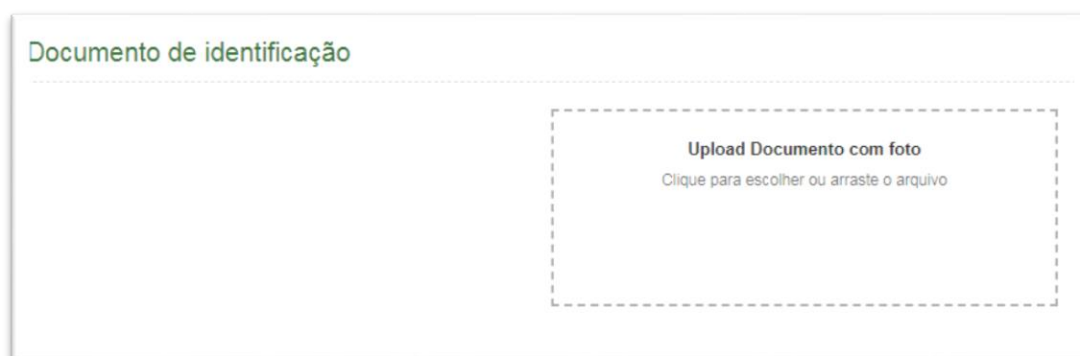 Documento de identificação
Upload Documento com foto
Clique para escolher ou arraste o arquivo